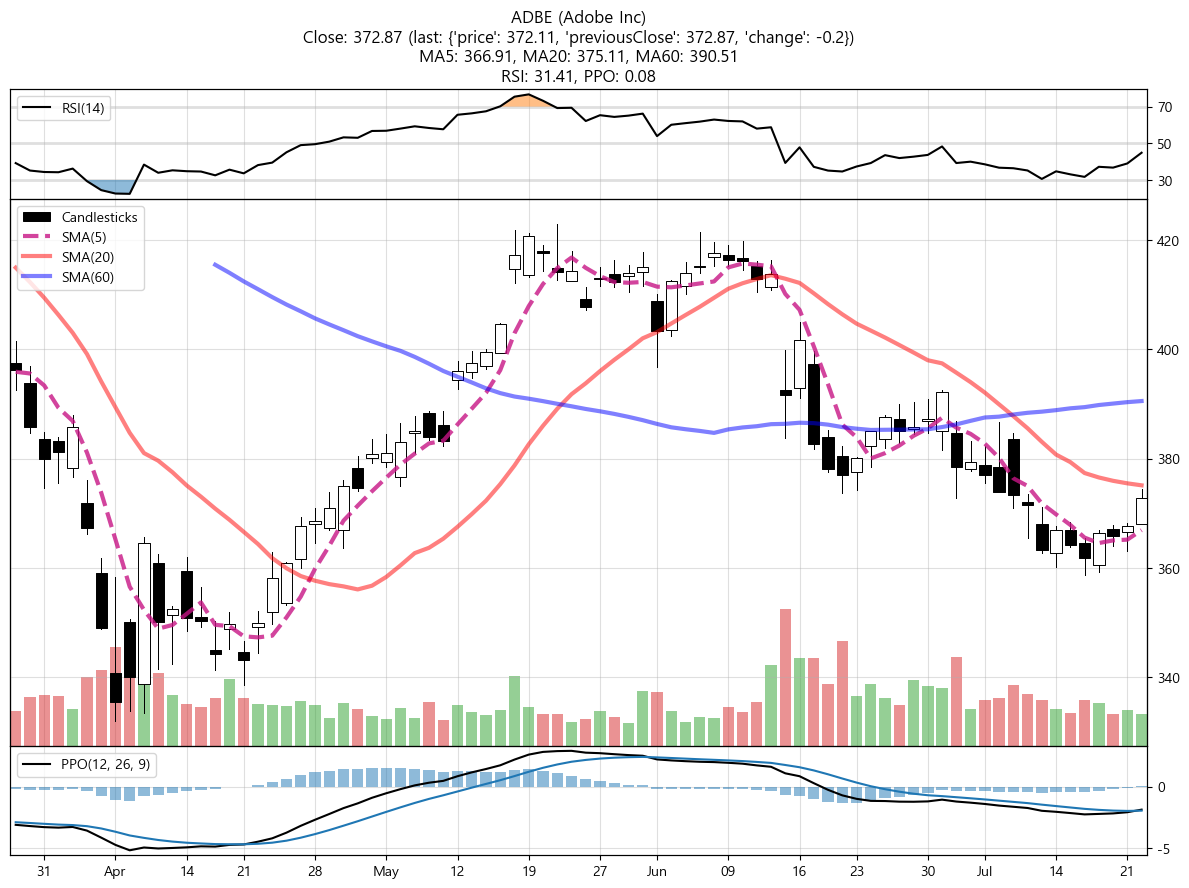 ADBE (Adobe Inc)
Close: 372.87 (last: {'price': 372.11, 'previousClose': 372.87, 'change': -0.2})
MA5: 366.91, MA20: 375.11, MA60: 390.51
RSI: 31.41, PPO: 0.08
RSI(14)
70
50
30
Candlesticks
SMA(5)
SMA(20)
SMA(60)
420
400
380
360
340
PPO(12, 26, 9)
0
-5
31 Apr 14 21 28 May 12 19 27 Jun 09 16 23 30 Jul 14 21